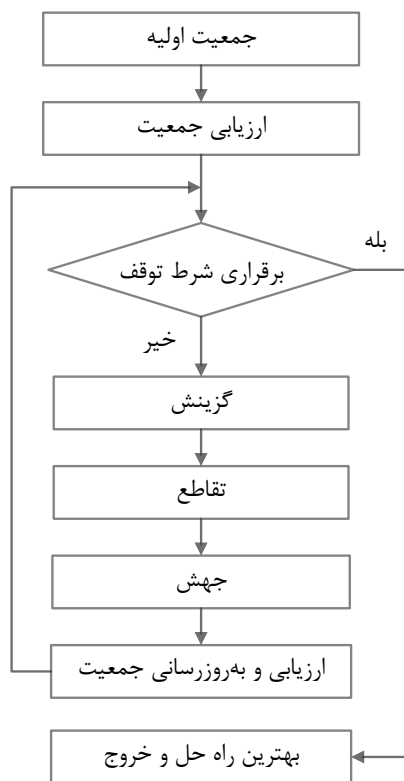 جمعیت اولیه
ارزیابی جمعیت
برقراری شرط توقف
بله
خیر
گزینش
تقاطع
جهش
ارزیابی و به‌روزرسانی جمعیت
بهترین راه حل و خروج